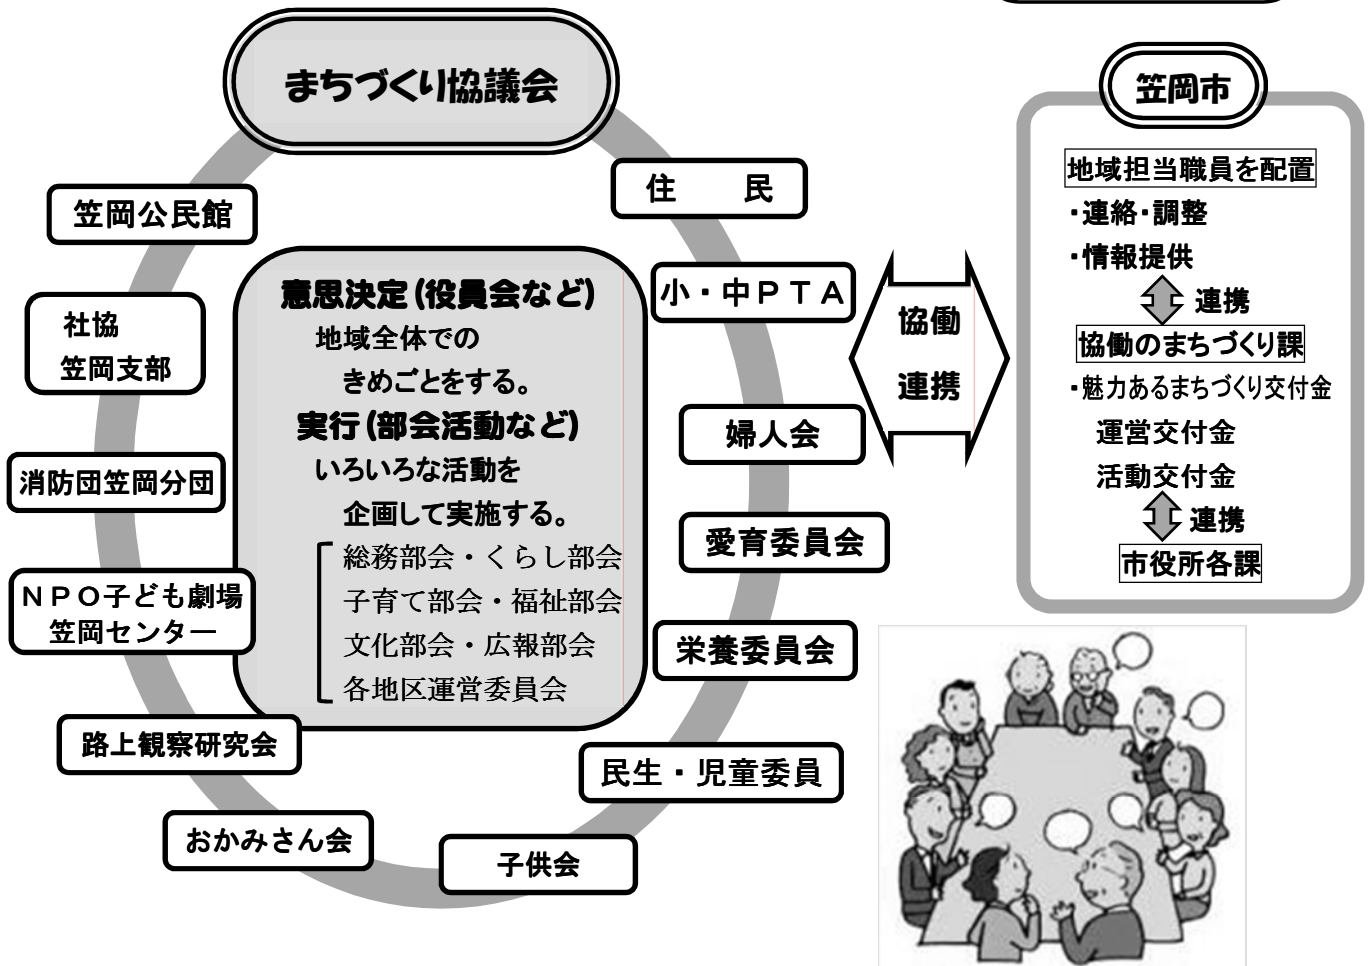 まちづくり協議会
笠岡公民館
社協
笠岡支部
消防団笠岡分団
NPO子ども劇場
笠岡センター
路上観察研究会
おかみさん会
子供会
民生・児童委員
栄養委員会
愛育委員会
婦人会
小・中PTA
住　民
意思決定(役員会など)
地域全体での
きめごとをする。
実行(部会活動など)
いろいろな活動を
企画して実施する。
総務部会・くらし部会
子育て部会・福祉部会
文化部会・広報部会
各地区運営委員会
協働
連携
笠岡市
地域担当職員を配置
・連絡・調整
・情報提供
連携
協働のまちづくり課
・魅力あるまちづくり交付金
運営交付金
活動交付金
連携
市役所各課